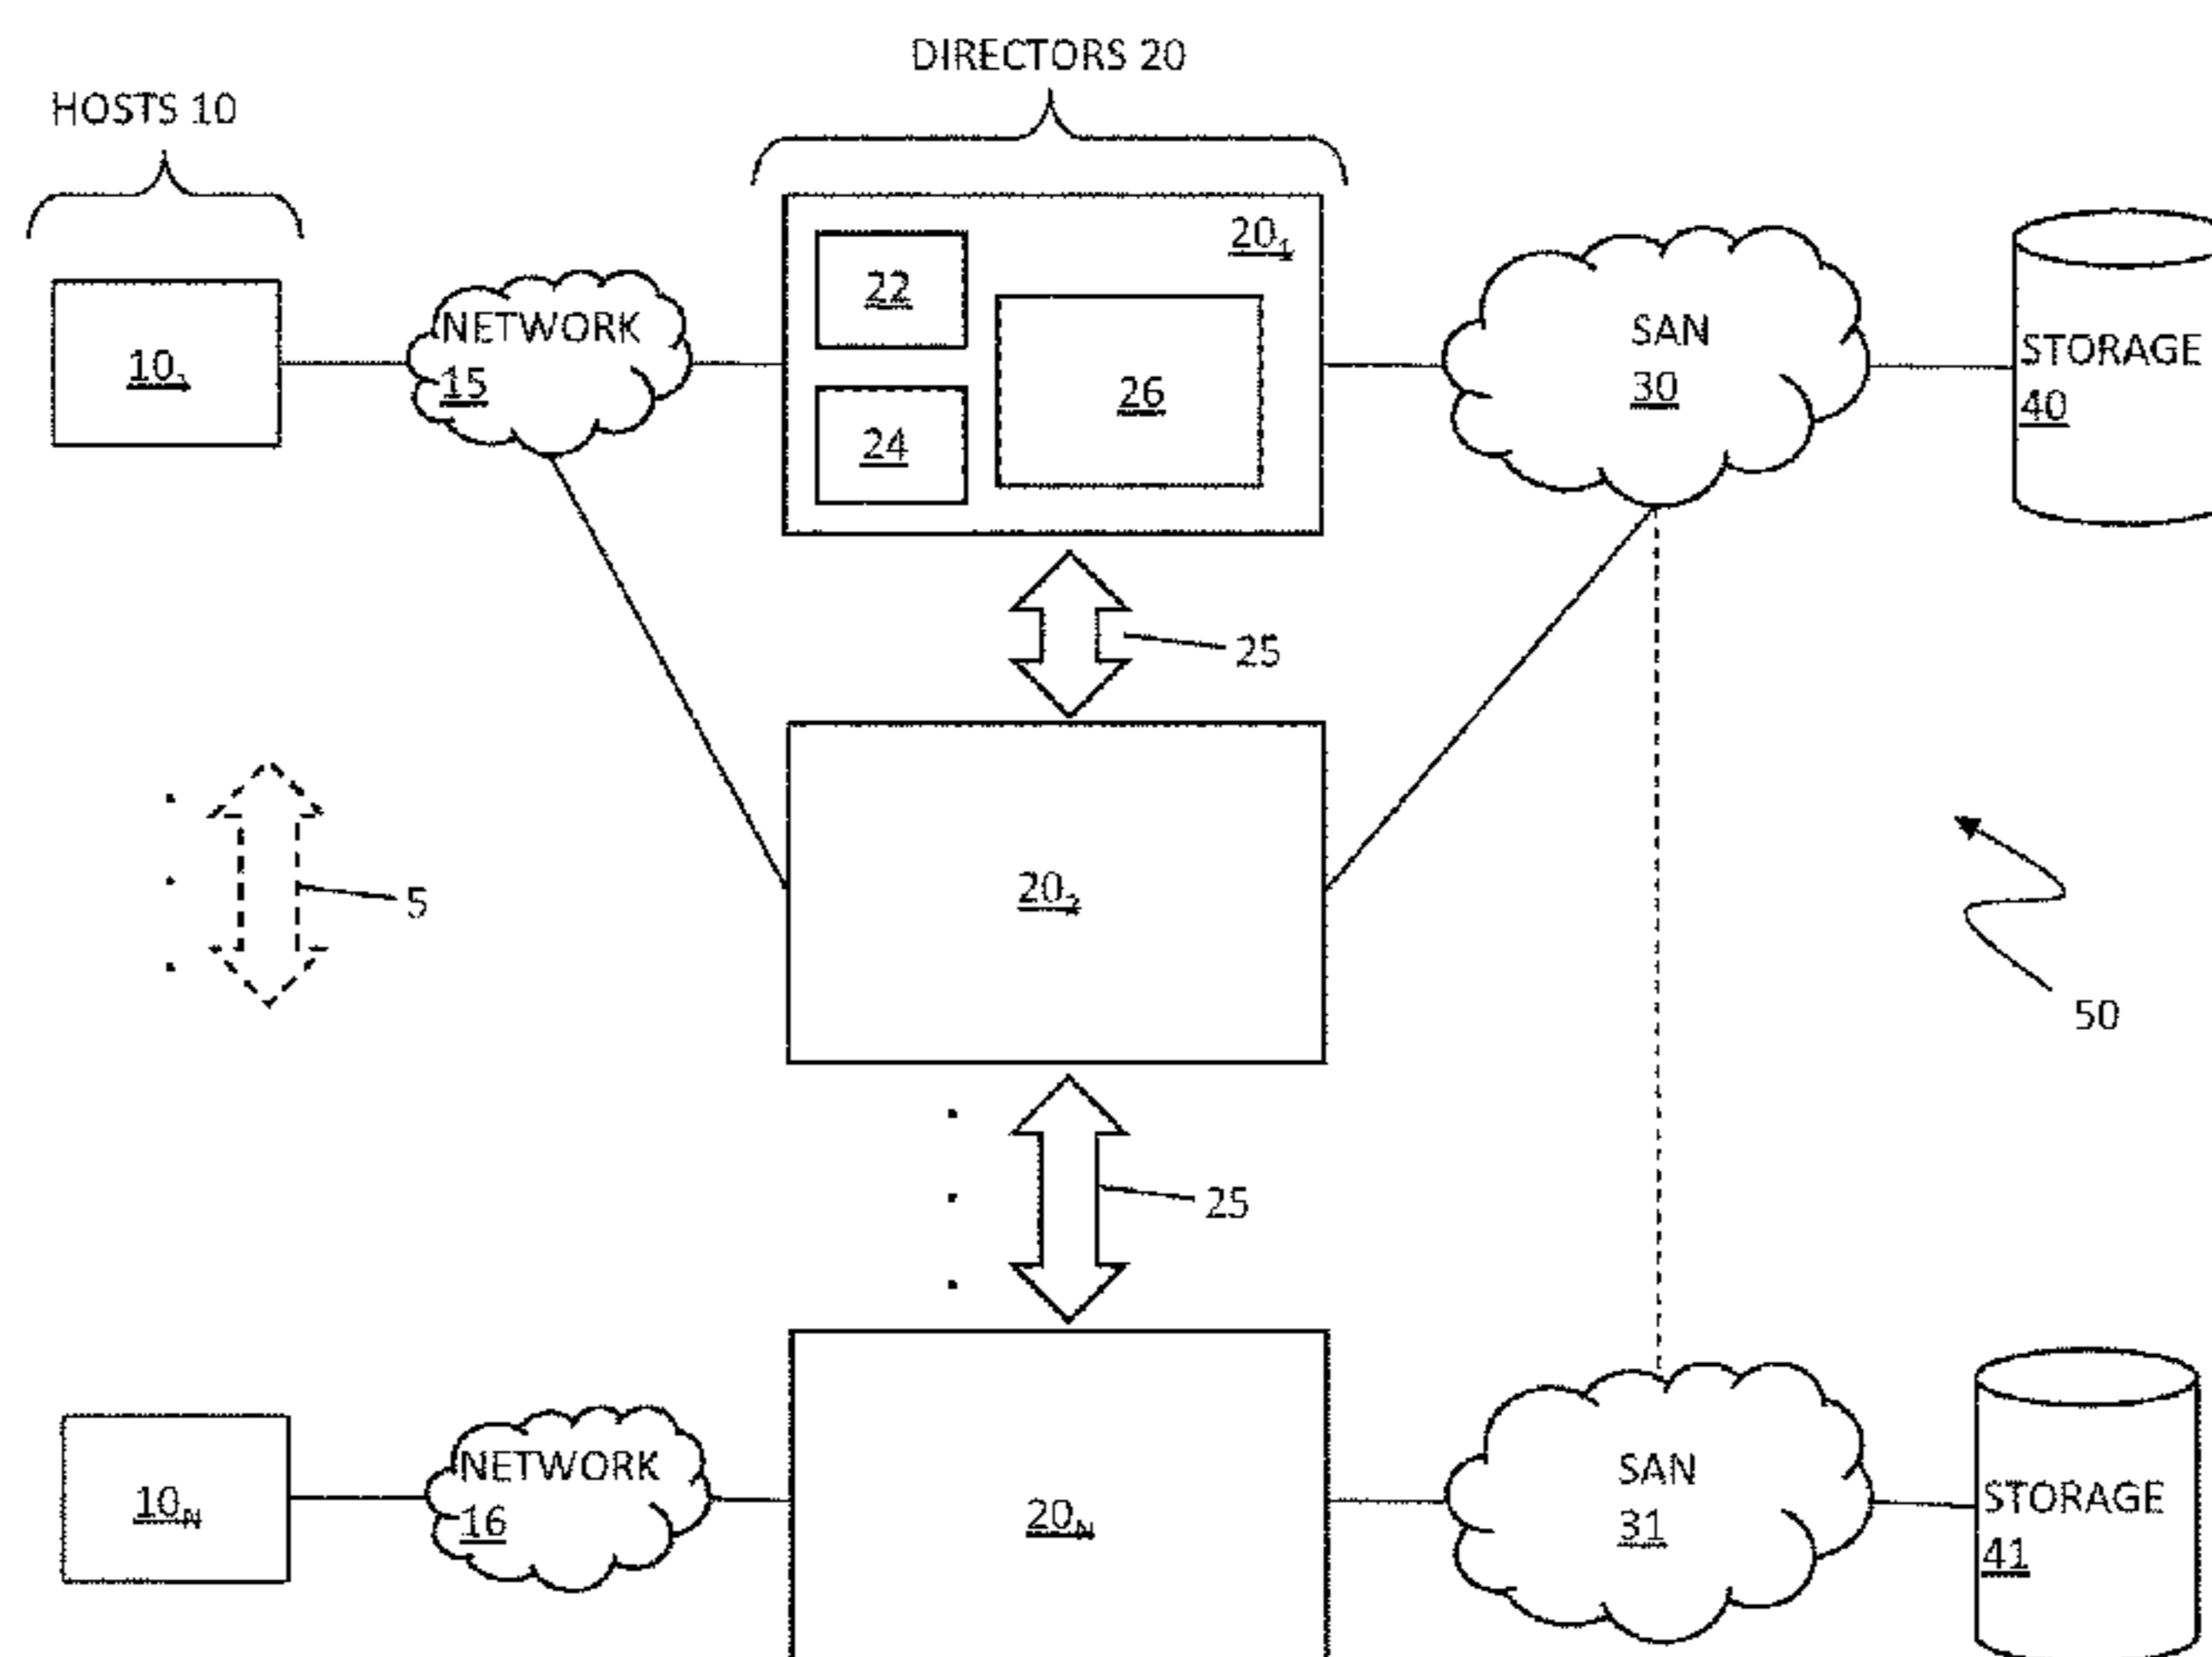 DIRECTORS 20
HOSTS 10
20₁
22
NETWORK
15
SAN
30
STORAGE
40
10₁
26
24
25
20₂
5
50
25
NETWORK
16
SAN
31
STORAGE
41
10N
20N